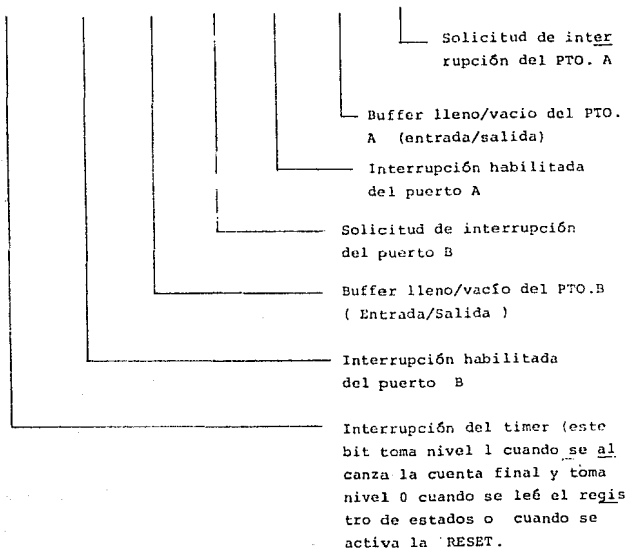 Solicitud de inter
rupción del PTO. A
Buffer lleno/vacio del PTO.
A (entrada/salida)
Interrupción habilitada
del puerto A
Solicitud de interrupción
del puerto B
Buffer lleno/vacío del PTO.B
( Entrada/Salida )
Interrupción habilitada
del puerto B
Interrupción del timer (este
bit toma nivel 1 cuando se al
canza la cuenta final y toma
nivel 0 cuando se leé el regis
tro de estados o cuando se
activa la RESET.